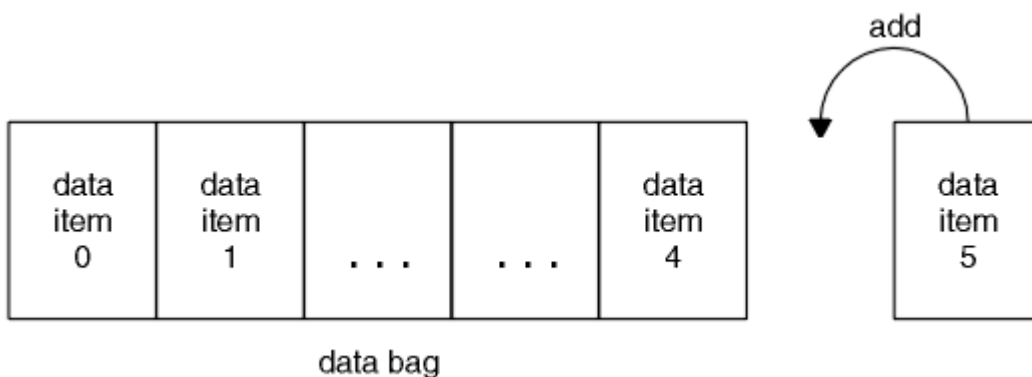 add
data
item
0
data
item
1
. . .
. . .
data
item
4
data
item
5
data bag